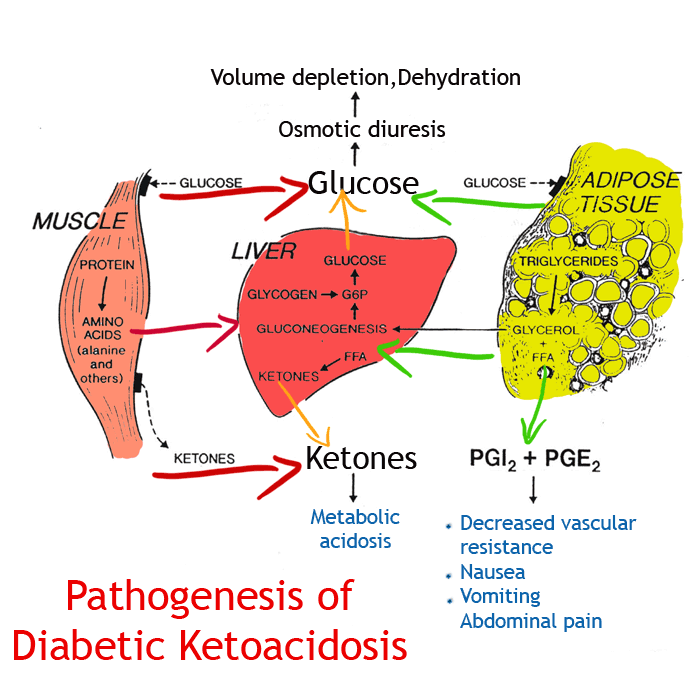 Volume depletion,Dehydration
Osmotic diuresis
GLUCOSE
Glucose
GLUCOSE
ADIPOSE
TISSUE
MUSCLE
LIVER
PROTEIN
GLUCOSE
TRIGLYCERIDES
GLYCOGEN
G6P
AMINO
ACIDS
(alanine
and
others)
GLUCONEOGENESIS
GLYCEROL
+
FFA
FFA
KETONES
KETONES
Ketones
PGI₂ + PGE₂
Metabolic
acidosis
• Decreased vascular
resistance
• Nausea
• Vomiting
Abdominal pain
Pathogenesis of
Diabetic Ketoacidosis